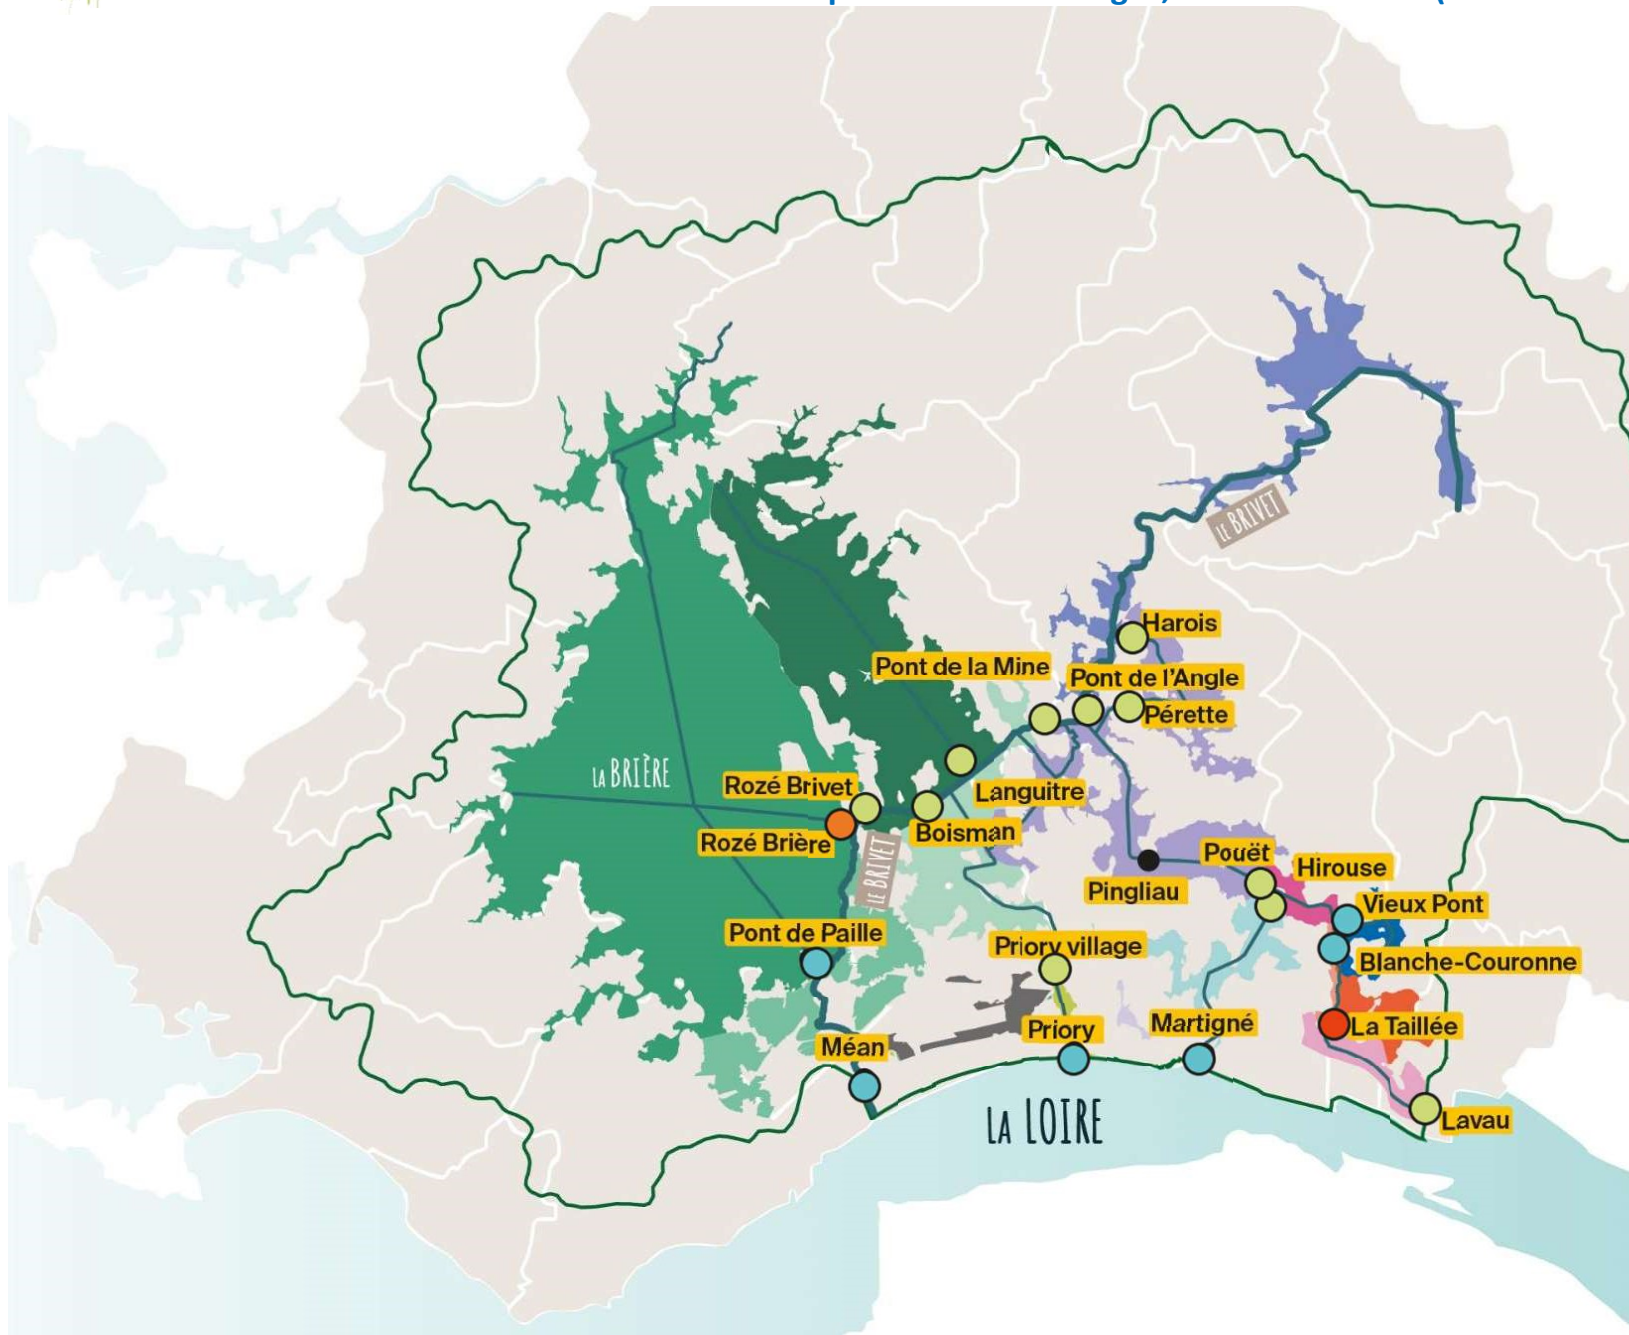 LE BRIVET
Harois
Pont de la Mine
Pont de l'Angle
Pérette
LA BRIÈRE
Rozé Brivet
Languitre
Rozé Brière
Boisman
LE BRIVET
Pouët
Hirouse
Pingliau
Vieux Pont
Pont de Paille
Priory village
Blanche-Couronne
Méan
Priory
Martigné
La Taillée
LA LOIRE
Lavau